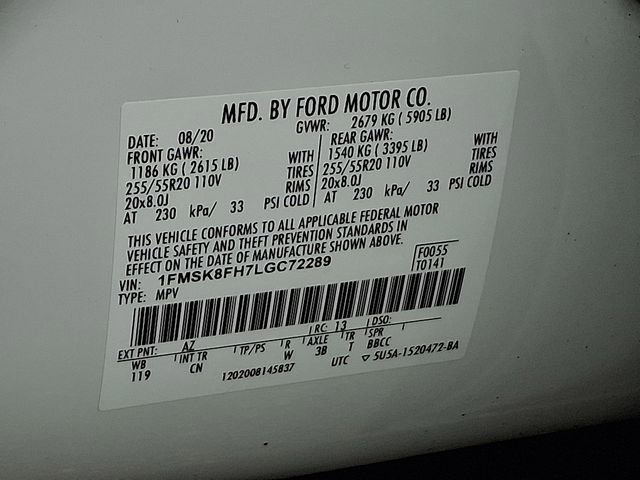 MFD. BY FORD MOTOR CO.
DATE: 08/20 GVWR: 2679 KG ( 5905 LB)
FRONT GAWR: REAR GAWR:
1186 KG ( 2615 LB) WITH 1540 KG ( 3395 LB) WITH
255/55R20 110V TIRES 255/55R20 110V TIRES
20x8.0J RIMS 20x8.0J RIMS
AT 230 kPa/ 33 PSI COLD AT 230 kPa/ 33 PSI COLD
THIS VEHICLE CONFORMS TO ALL APPLICABLE FEDERAL MOTOR
VEHICLE SAFETY AND THEFT PREVENTION STANDARDS IN
EFFECT ON THE DATE OF MANUFACTURE SHOWN ABOVE.
VIN: 1FMSK8FH7LGC72289 F0055
TYPE: MPV T0141
EXT PNT: AZ RC: 13 DSO:
WB INT TR TP/PS R AXLE TR SPR
119 CN W 3B T BBCC
1202008145837 UTC ▽ 5U5A-1520472-BA